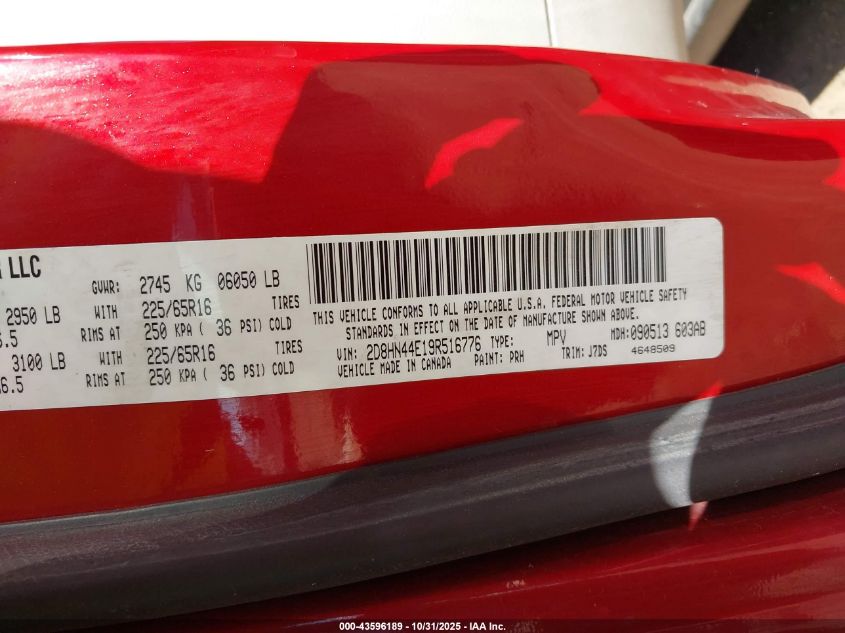 LLC
GVWR: 2745 KG 06050 LB
2950 LB WITH 225/65R16 TIRES
6.5 RIMS AT 250 KPA ( 36 PSI) COLD
3100 LB WITH 225/65R16 TIRES
6.5 RIMS AT 250 KPA ( 36 PSI) COLD
THIS VEHICLE CONFORMS TO ALL APPLICABLE U.S.A. FEDERAL MOTOR VEHICLE SAFETY
STANDARDS IN EFFECT ON THE DATE OF MANUFACTURE SHOWN ABOVE.
VIN: 2D8HN44E19R516776 TYPE: MPV MDH: 090513 603AB
VEHICLE MADE IN CANADA PAINT: PRH TRIM: J7DS 4648509
000-43596189 - 10/31/2025 - IAA Inc.